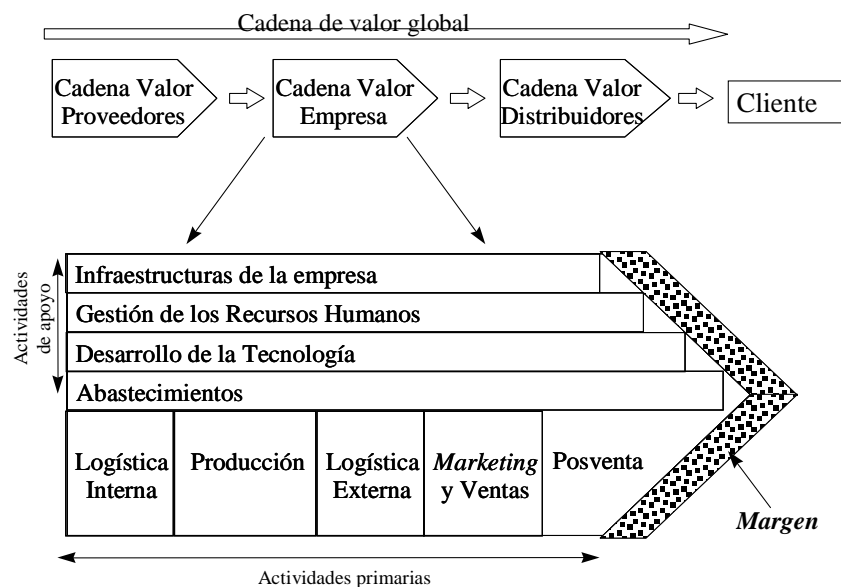 Cadena de valor global
Cadena Valor
Proveedores
Cadena Valor
Empresa
Cadena Valor
Distribuidores
Cliente
Actividades
de apoyo
Infraestructuras de la empresa
Gestión de los Recursos Humanos
Desarrollo de la Tecnología
Abastecimientos
Logística
Interna
Producción
Logística
Externa
Marketing
y Ventas
Posventa
Margen
Actividades primarias